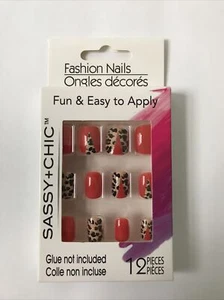 Fashion Nails
Ongles décorés
Fun & Easy to Apply
SASSY+CHIC™
Glue not included
Colle non incluse
12 PIECES
PIÈCES